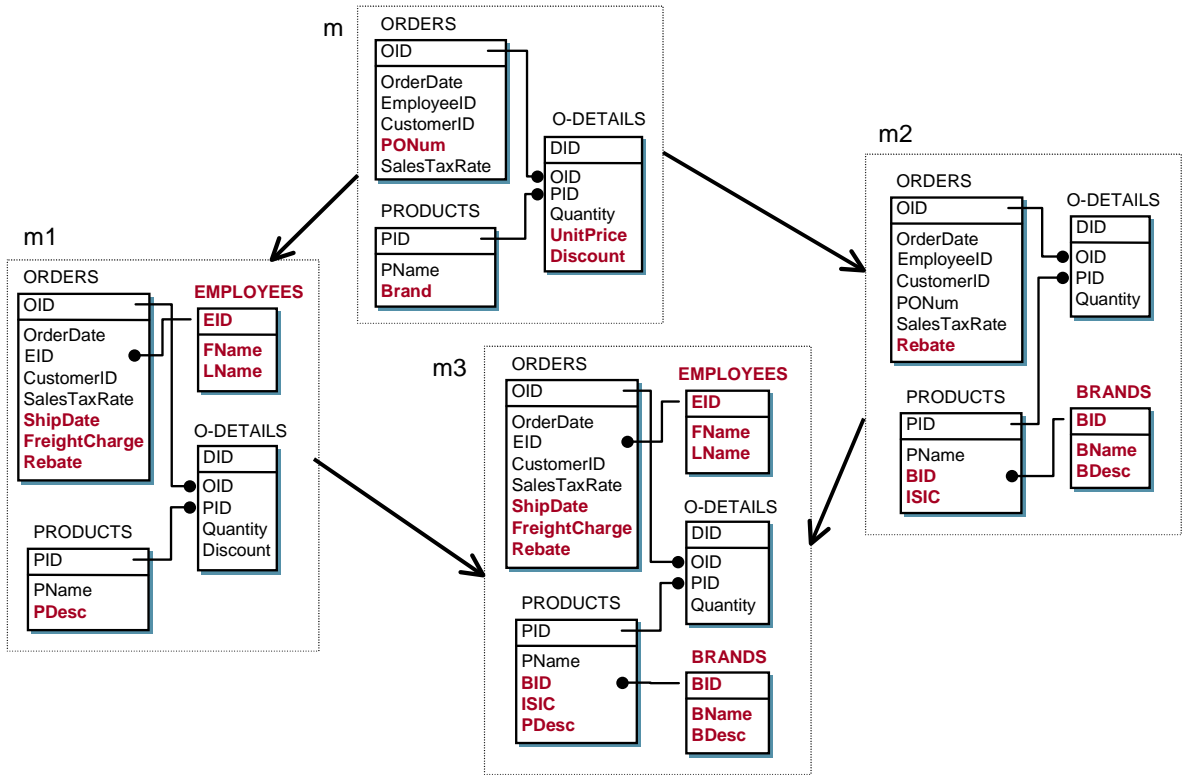 m
ORDERS
OID
OrderDate
EmployeeID
CustomerID
PONum
SalesTaxRate
O-DETAILS
DID
OID
PID
Quantity
UnitPrice
Discount
PRODUCTS
PID
PName
Brand
m1
ORDERS
OID
OrderDate
EID
CustomerID
SalesTaxRate
ShipDate
FreightCharge
Rebate
EMPLOYEES
EID
FName
LName
O-DETAILS
DID
OID
PID
Quantity
Discount
PRODUCTS
PID
PName
PDesc
m2
ORDERS
OID
OrderDate
EmployeeID
CustomerID
PONum
SalesTaxRate
Rebate
O-DETAILS
DID
OID
PID
Quantity
PRODUCTS
PID
PName
BID
ISIC
BRANDS
BID
BName
BDesc
m3
ORDERS
OID
OrderDate
EID
CustomerID
SalesTaxRate
ShipDate
FreightCharge
Rebate
EMPLOYEES
EID
FName
LName
O-DETAILS
DID
OID
PID
Quantity
PRODUCTS
PID
PName
BID
ISIC
PDesc
BRANDS
BID
BName
BDesc